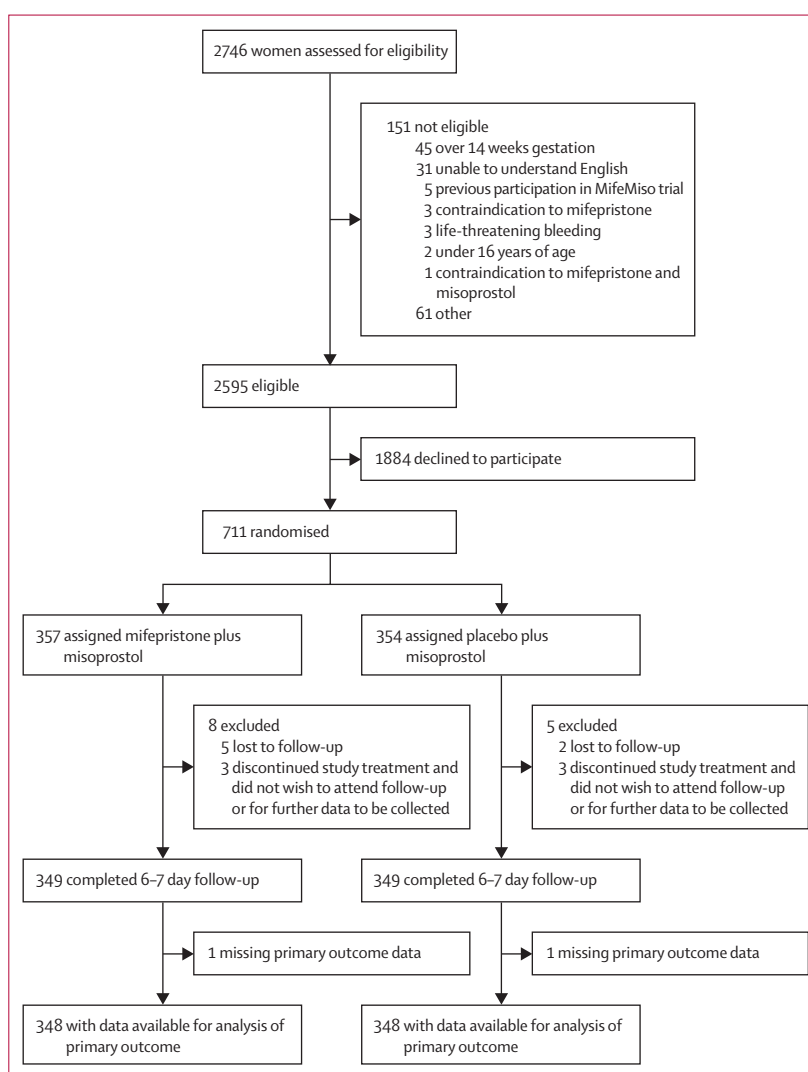 2746 women assessed for eligibility
151 not eligible
45 over 14 weeks gestation
31 unable to understand English
5 previous participation in MifeMiso trial
3 contraindication to mifepristone
3 life-threatening bleeding
2 under 16 years of age
1 contraindication to mifepristone and
misoprostol
61 other
2595 eligible
1884 declined to participate
711 randomised
357 assigned mifepristone plus
misoprostol
354 assigned placebo plus
misoprostol
8 excluded
5 lost to follow-up
3 discontinued study treatment and
did not wish to attend follow-up
or for further data to be collected
5 excluded
2 lost to follow-up
3 discontinued study treatment and
did not wish to attend follow-up
or for further data to be collected
349 completed 6–7 day follow-up
349 completed 6–7 day follow-up
1 missing primary outcome data
1 missing primary outcome data
348 with data available for analysis of
primary outcome
348 with data available for analysis of
primary outcome